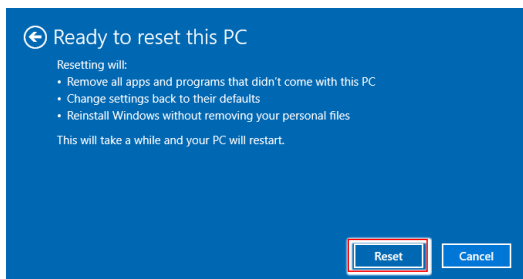 Ready to reset this PC
Resetting will:
• Remove all apps and programs that didn't come with this PC
• Change settings back to their defaults
• Reinstall Windows without removing your personal files
This will take a while and your PC will restart.
Reset Cancel